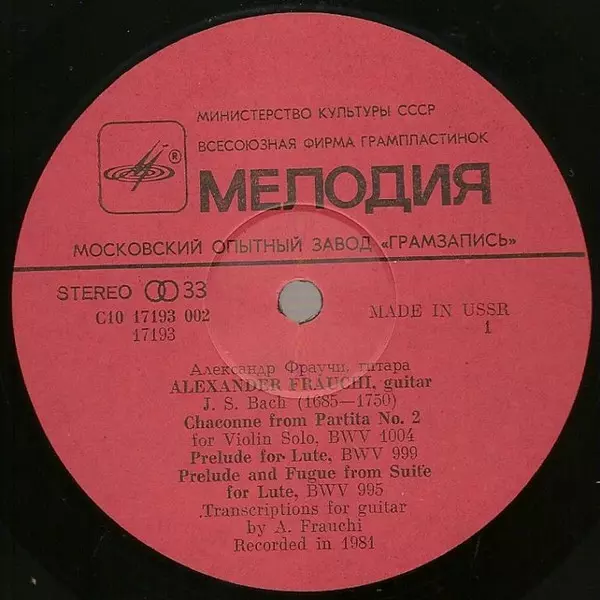 МИНИСТЕРСТВО КУЛЬТУРЫ СССР
ВСЕСОЮЗНАЯ ФИРМА ГРАМПЛАСТИНОК
® МЕЛОДИЯ
МОСКОВСКИЙ ОПЫТНЫЙ ЗАВОД «ГРАМЗАПИСЬ»
STEREO 33
С10 17193 002
MADE IN USSR
17193
1
Александр Фраучи, гитара
ALEXANDER FRAUCHI, guitar
J. S. Bach (1685—1750)
Chaconne from Partita No. 2
for Violin Solo, BWV 1004
Prelude for Lute, BWV 999
Prelude and Fugue from Suite
for Lute, BWV 995
Transcriptions for guitar
by A. Frauchi
Recorded in 1981